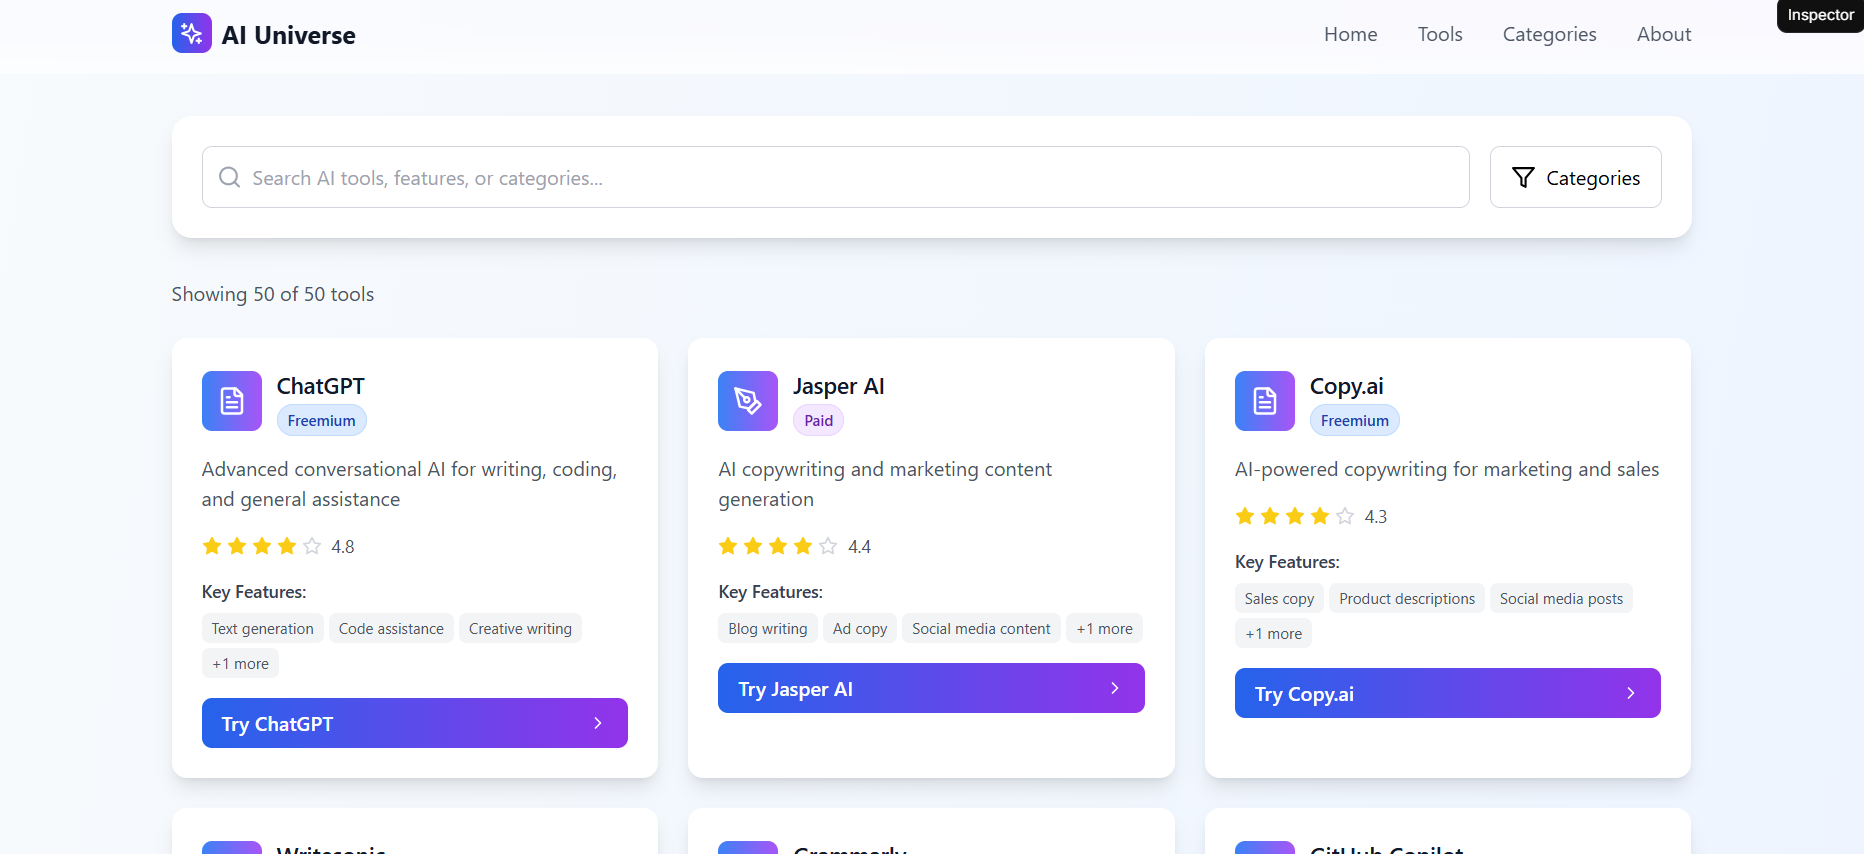 AI Universe
Home Tools Categories About
Inspector
Search AI tools, features, or categories...
Categories
Showing 50 of 50 tools
ChatGPT
Freemium
Advanced conversational AI for writing, coding,
and general assistance
4.8
Key Features:
Text generation Code assistance Creative writing
+1 more
Try ChatGPT
Jasper AI
Paid
AI copywriting and marketing content
generation
4.4
Key Features:
Blog writing Ad copy Social media content +1 more
Try Jasper AI
Copy.ai
Freemium
AI-powered copywriting for marketing and sales
4.3
Key Features:
Sales copy Product descriptions Social media posts
+1 more
Try Copy.ai
Writesonic
Grammarly
GitHub Copilot